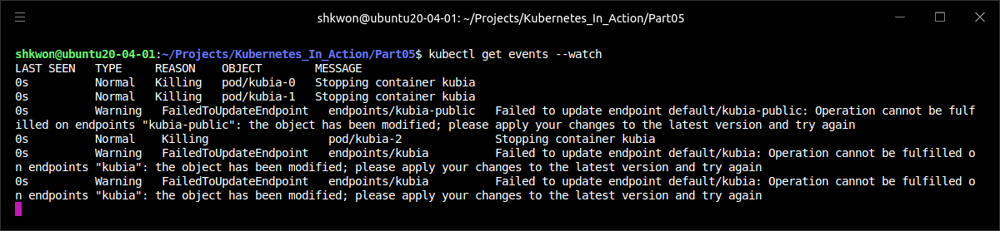 shkwon@ubuntu20-04-01: ~/Projects/Kubernetes_In_Action/Part05
shkwon@ubuntu20-04-01:~/Projects/Kubernetes_In_Action/Part05$ kubectl get events --watch
LAST SEEN   TYPE     REASON    OBJECT        MESSAGE
0s          Normal   Killing   pod/kubia-0   Stopping container kubia
0s          Normal   Killing   pod/kubia-1   Stopping container kubia
0s          Warning   FailedToUpdateEndpoint   endpoints/kubia-public   Failed to update endpoint default/kubia-public: Operation cannot be fulf
illed on endpoints "kubia-public": the object has been modified; please apply your changes to the latest version and try again
0s          Normal    Killing                  pod/kubia-2              Stopping container kubia
0s          Warning   FailedToUpdateEndpoint   endpoints/kubia          Failed to update endpoint default/kubia: Operation cannot be fulfilled o
n endpoints "kubia": the object has been modified; please apply your changes to the latest version and try again
0s          Warning   FailedToUpdateEndpoint   endpoints/kubia          Failed to update endpoint default/kubia: Operation cannot be fulfilled o
n endpoints "kubia": the object has been modified; please apply your changes to the latest version and try again